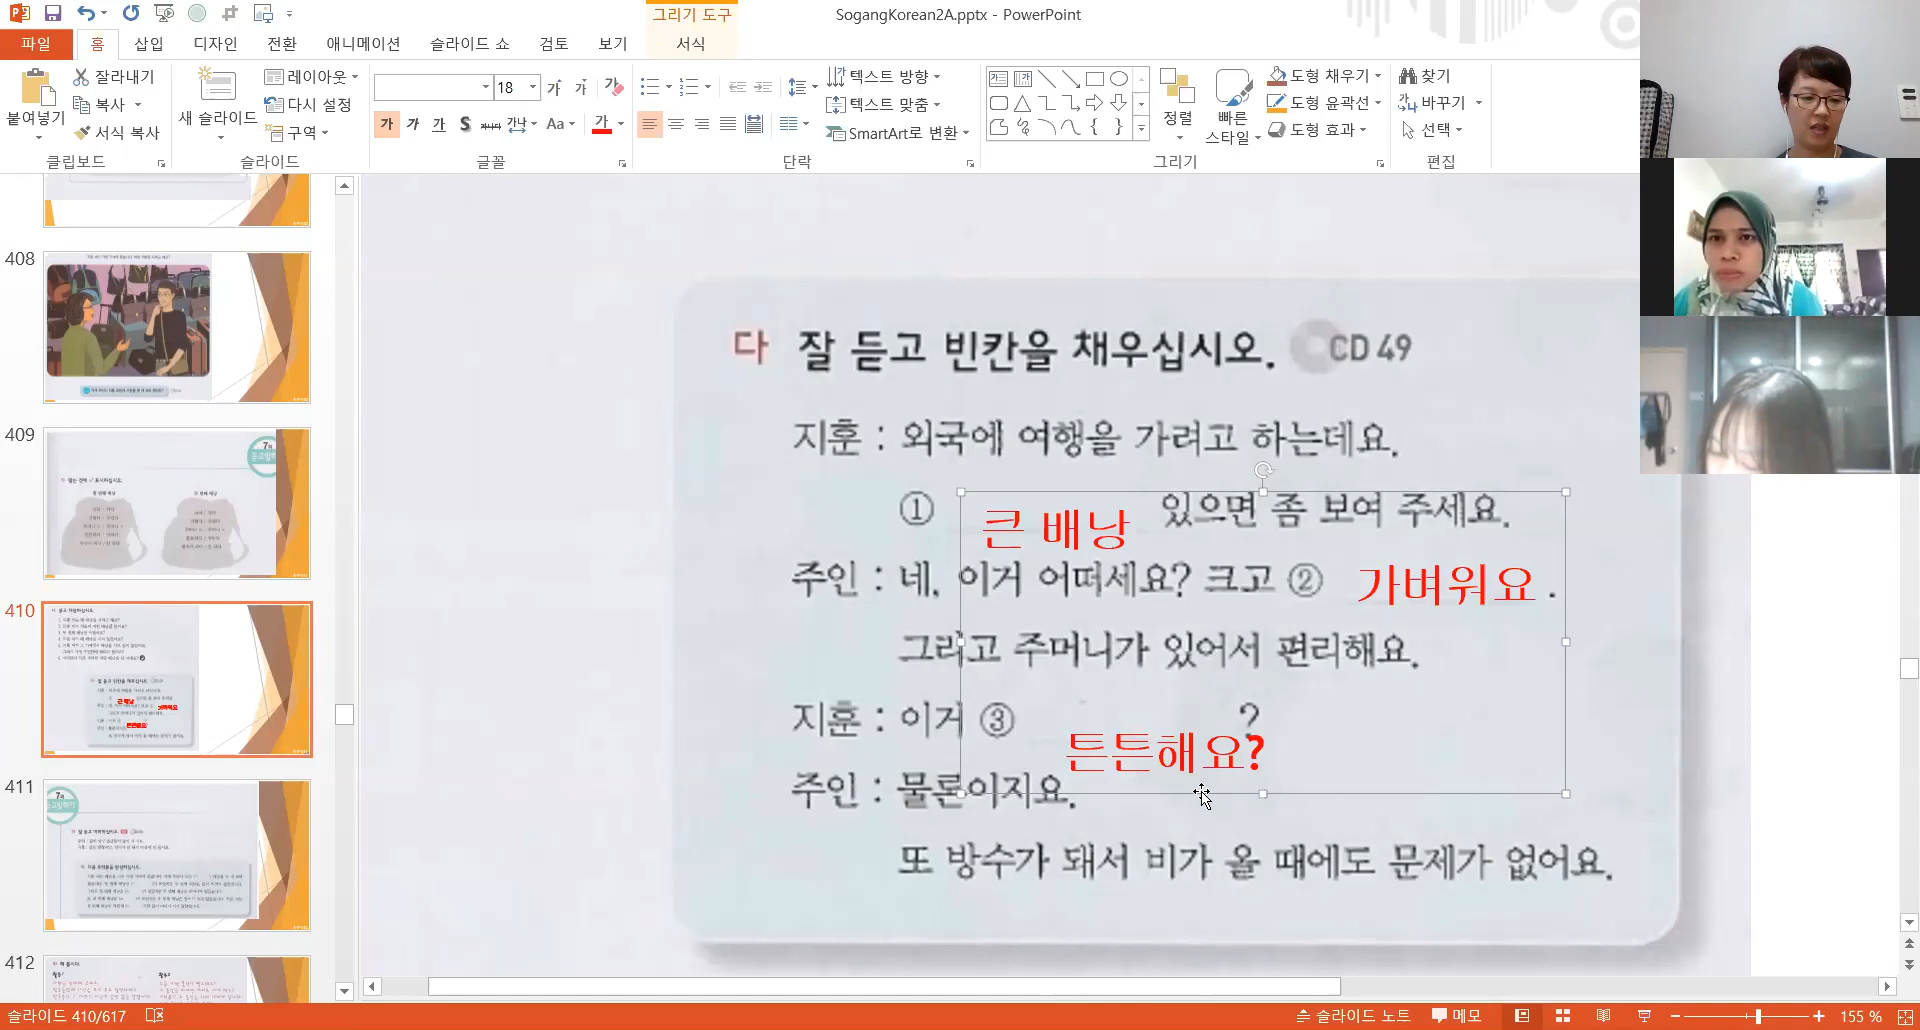 SogangKorean2A.pptx - PowerPoint
그리기 도구
파일 홈 삽입 디자인 전환 애니메이션 슬라이드 쇼 검토 보기 서식
붙여넣기
잘라내기
복사
서식 복사
클립보드
새 슬라이드
레이아웃
다시 설정
구역
슬라이드
18
가 가 가 S 가나다 간 Aa 가
글꼴
텍스트 방향
텍스트 맞춤
SmartArt로 변환
단락
정렬
빠른 스타일
도형 채우기
도형 윤곽선
도형 효과
그리기
찾기
바꾸기
선택
편집
408
409
410
411
412
다 잘 듣고 빈칸을 채우십시오. CD 49
지훈 : 외국에 여행을 가려고 하는데요.
① 큰 배낭 있으면 좀 보여 주세요.
주인 : 네, 이거 어떠세요? 크고 ② 가벼워요 .
그리고 주머니가 있어서 편리해요.
지훈 : 이거 ③ 튼튼해요? ?
주인 : 물론이지요.
또 방수가 돼서 비가 올 때에도 문제가 없어요.
슬라이드 410/617
슬라이드 노트 메모 155 %